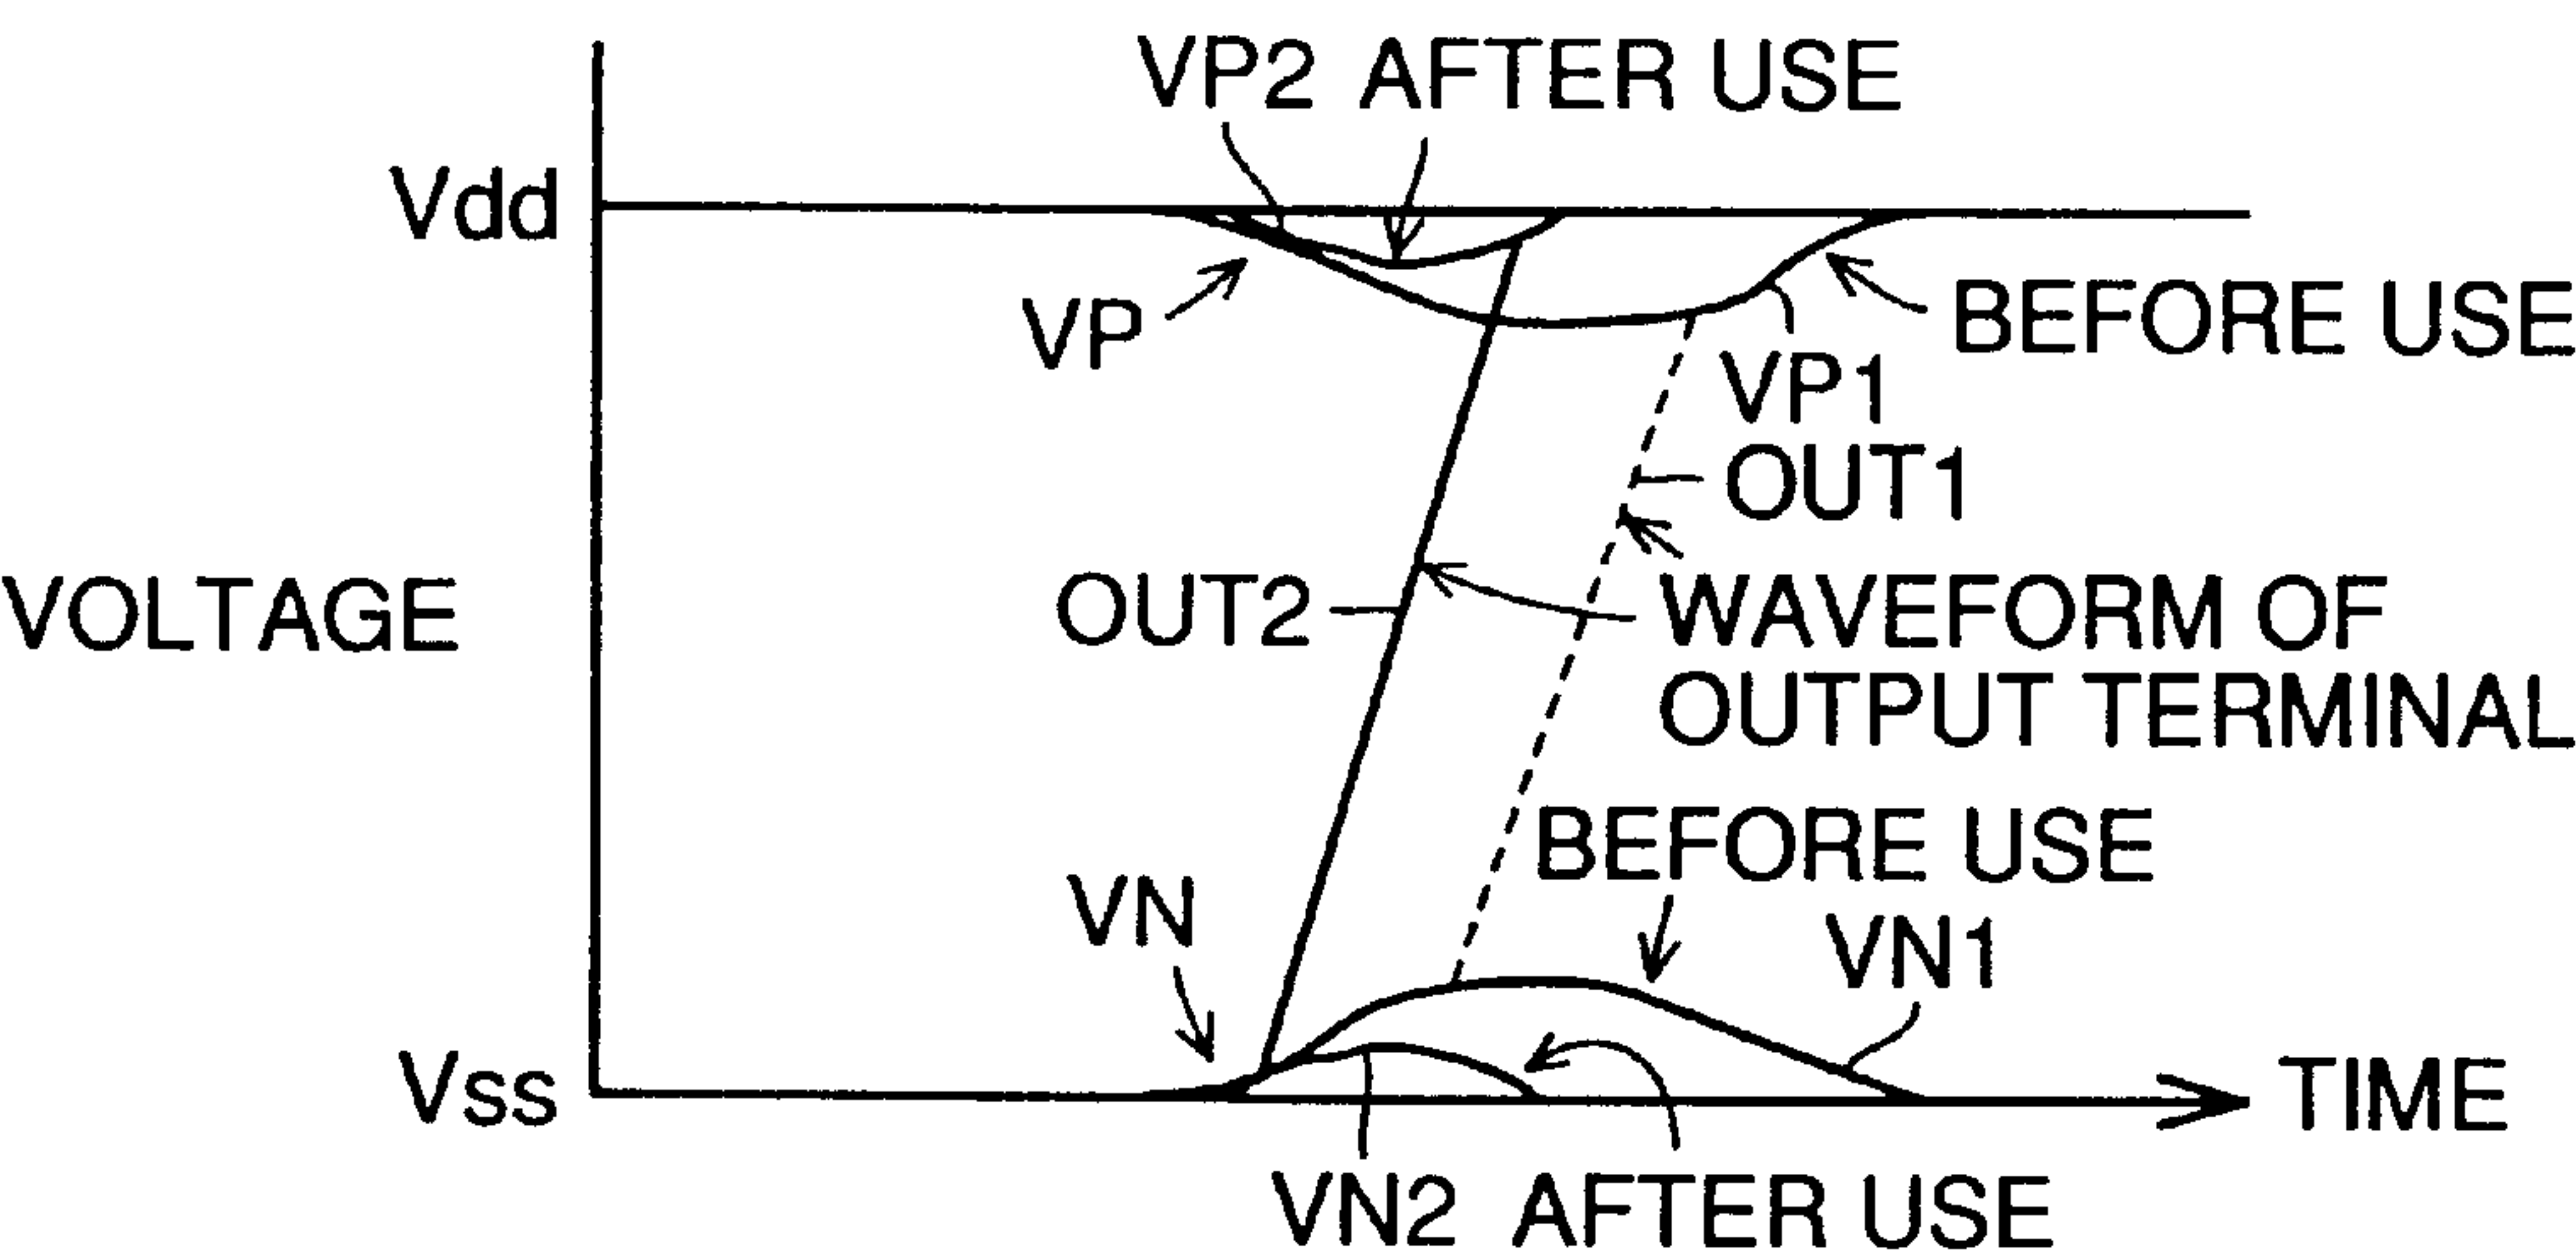 VP2 AFTER USE
Vdd
VP
BEFORE USE
VP1
OUT1
VOLTAGE
OUT2
WAVEFORM OF
OUTPUT TERMINAL
BEFORE USE
VN
VN1
Vss
TIME
VN2 AFTER USE